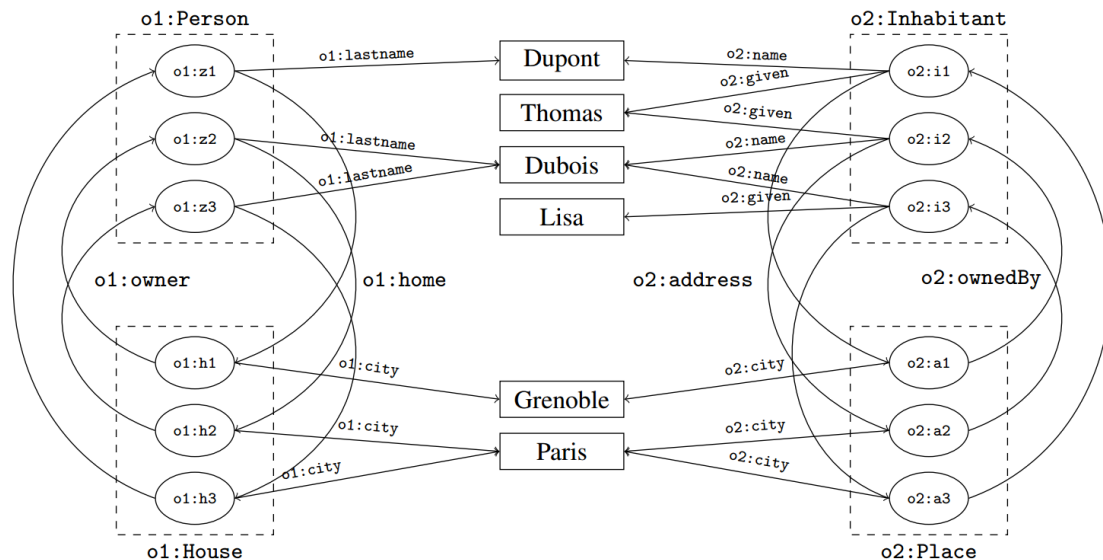 o1:Person
o2:Inhabitant
o1:z1
o1:lastname
Dupont
o2:name
o2:i1
o2:given
Thomas
o2:given
o1:z2
o1:lastname
o2:name
o2:i2
Dubois
o1:lastname
o2:name
o1:z3
o2:given
o2:i3
Lisa
o1:owner
o1:home
o2:address
o2:ownedBy
o1:h1
o1:city
o2:city
o2:a1
Grenoble
o1:h2
o1:city
o2:city
o2:a2
Paris
o1:city
o2:city
o1:h3
o2:a3
o1:House
o2:Place